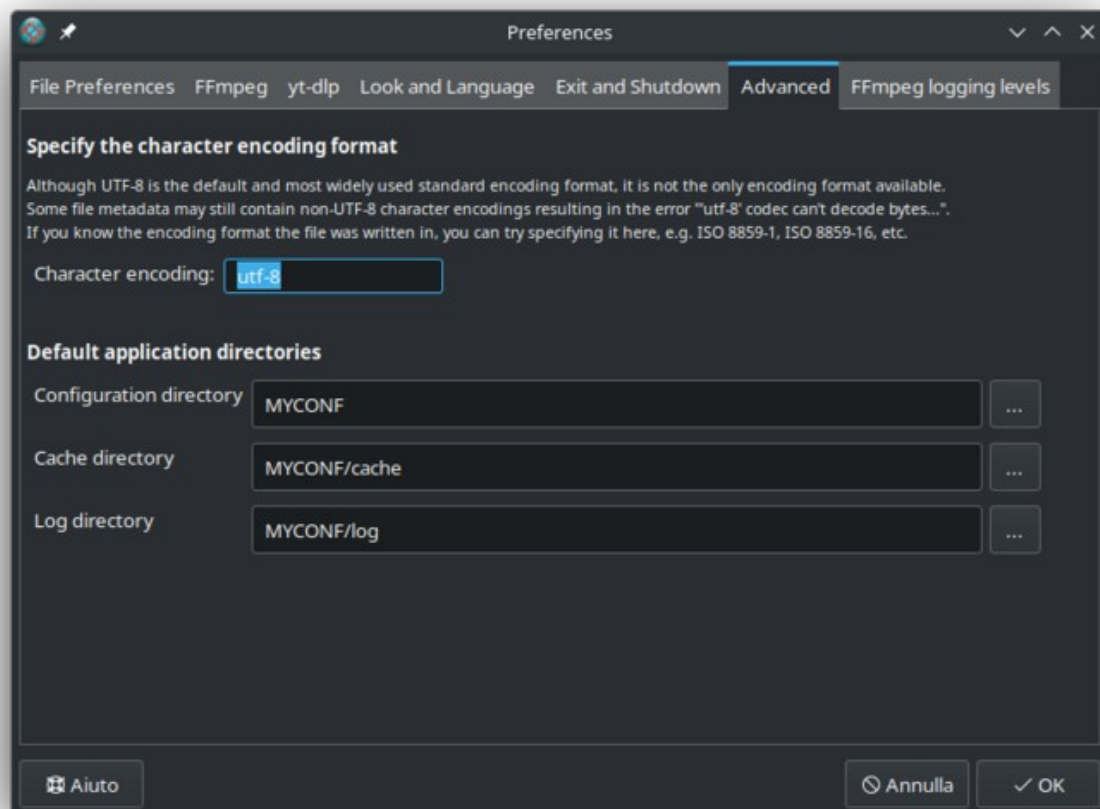 Preferences
File Preferences FFmpeg yt-dlp Look and Language Exit and Shutdown Advanced FFmpeg logging levels
Specify the character encoding format
Although UTF-8 is the default and most widely used standard encoding format, it is not the only encoding format available.
Some file metadata may still contain non-UTF-8 character encodings resulting in the error "'utf-8' codec can't decode bytes...".
If you know the encoding format the file was written in, you can try specifying it here, e.g. ISO 8859-1, ISO 8859-16, etc.
Character encoding: utf-8
Default application directories
Configuration directory MYCONF ...
Cache directory MYCONF/cache ...
Log directory MYCONF/log ...
Aiuto Annulla OK